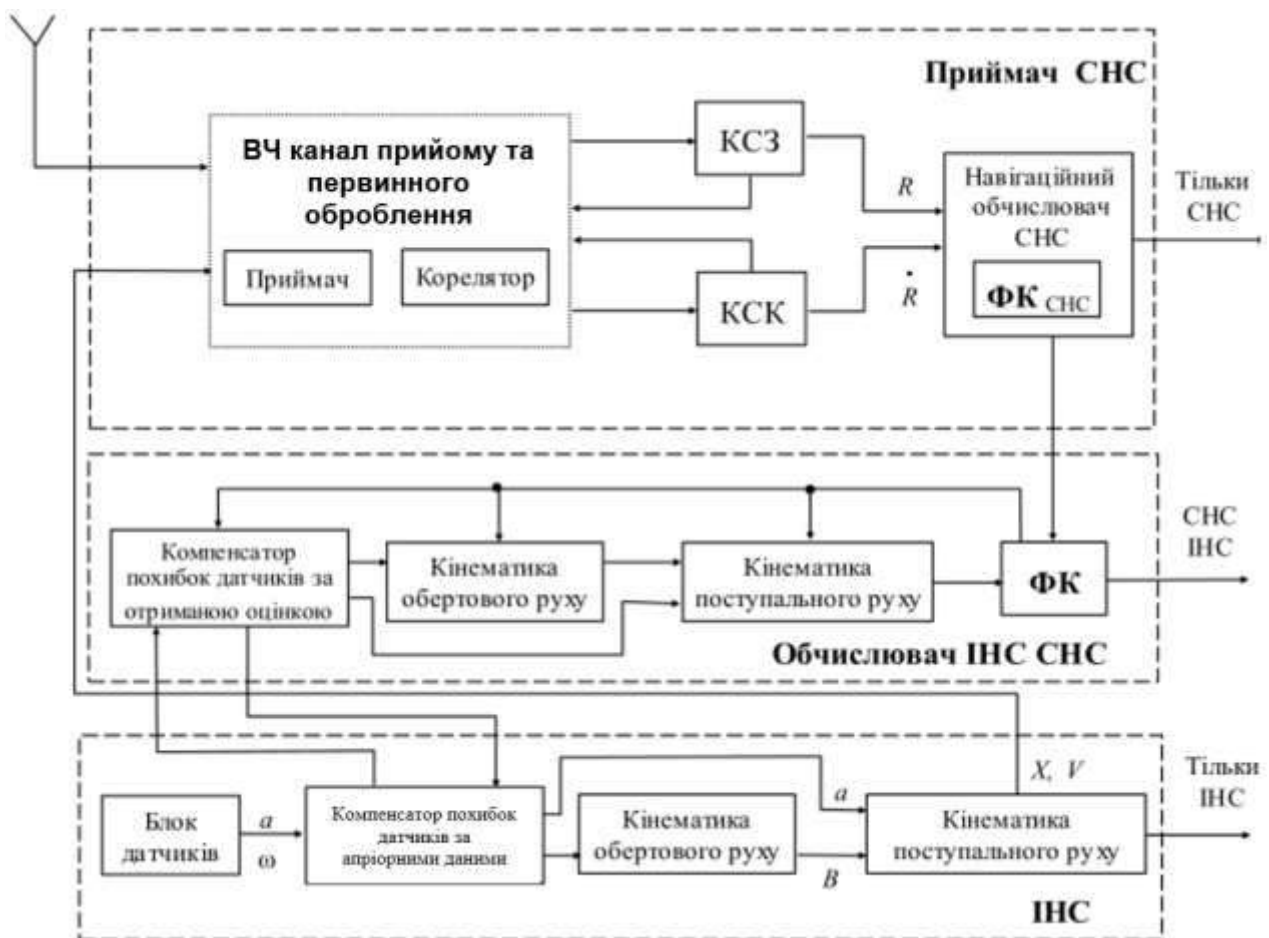 Приймач СНС
ВЧ канал прийому та
первинного
оброблення
Приймач
Корелятор
КСЗ
КСК
R
Ṙ
Навігаційний
обчислювач
СНС
ФК СНС
Тільки
СНС
Компенсатор
похибок датчиків за
отриманою оцінкою
Кінематика
обертового руху
Кінематика
поступального руху
ФК
СНС
ІНС
Обчислювач ІНС СНС
Блок
датчиків
a
ω
Компенсатор похибок
датчиків за
апріорними даними
Кінематика
обертового руху
a
B
X, V
Кінематика
поступального руху
Тільки
ІНС
ІНС